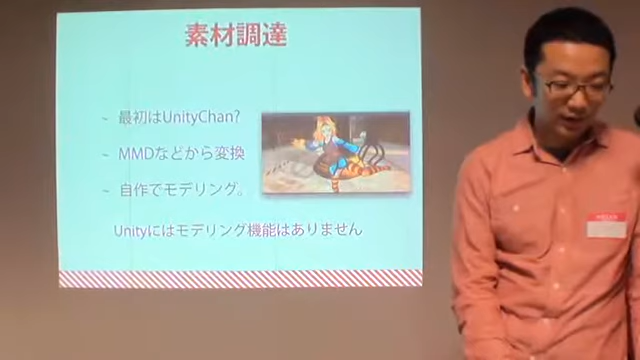 素材調達
~ 最初はUnityChan?
~ MMDなどから変換
~ 自作でモデリング。
Unityにはモデリング機能はありません